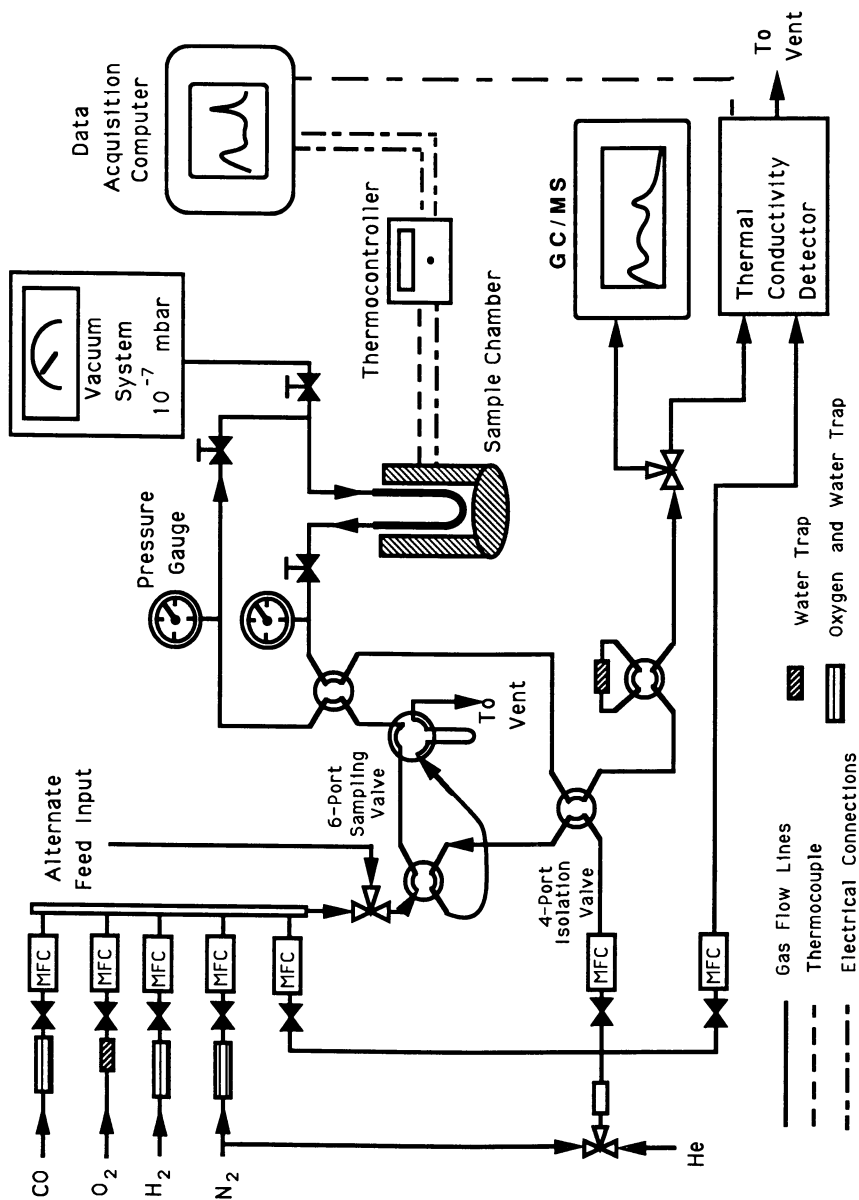 Data
Acquisition
Computer
To
Vent
Vacuum
System
10⁻⁷ mbar
Thermocontroller
Sample Chamber
GC/MS
Thermal
Conductivity
Detector
Pressure
Gauge
To
Vent
6-Port
Sampling
Valve
4-Port
Isolation
Valve
Alternate
Feed Input
MFC
MFC
MFC
MFC
MFC
MFC
MFC
CO
O₂
H₂
N₂
He
Gas Flow Lines
Thermocouple
Electrical Connections
Water Trap
Oxygen and Water Trap